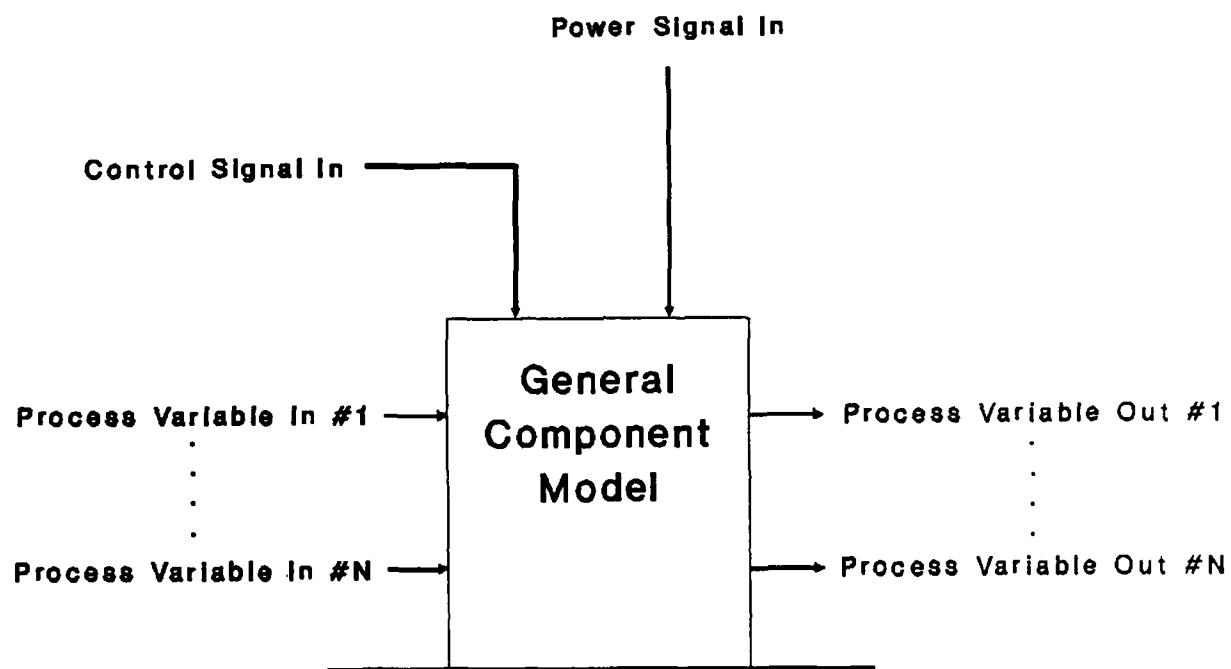 Power Signal In
Control Signal In
General
Component
Model
Process Variable In #1
Process Variable Out #1
Process Variable In #N
Process Variable Out #N